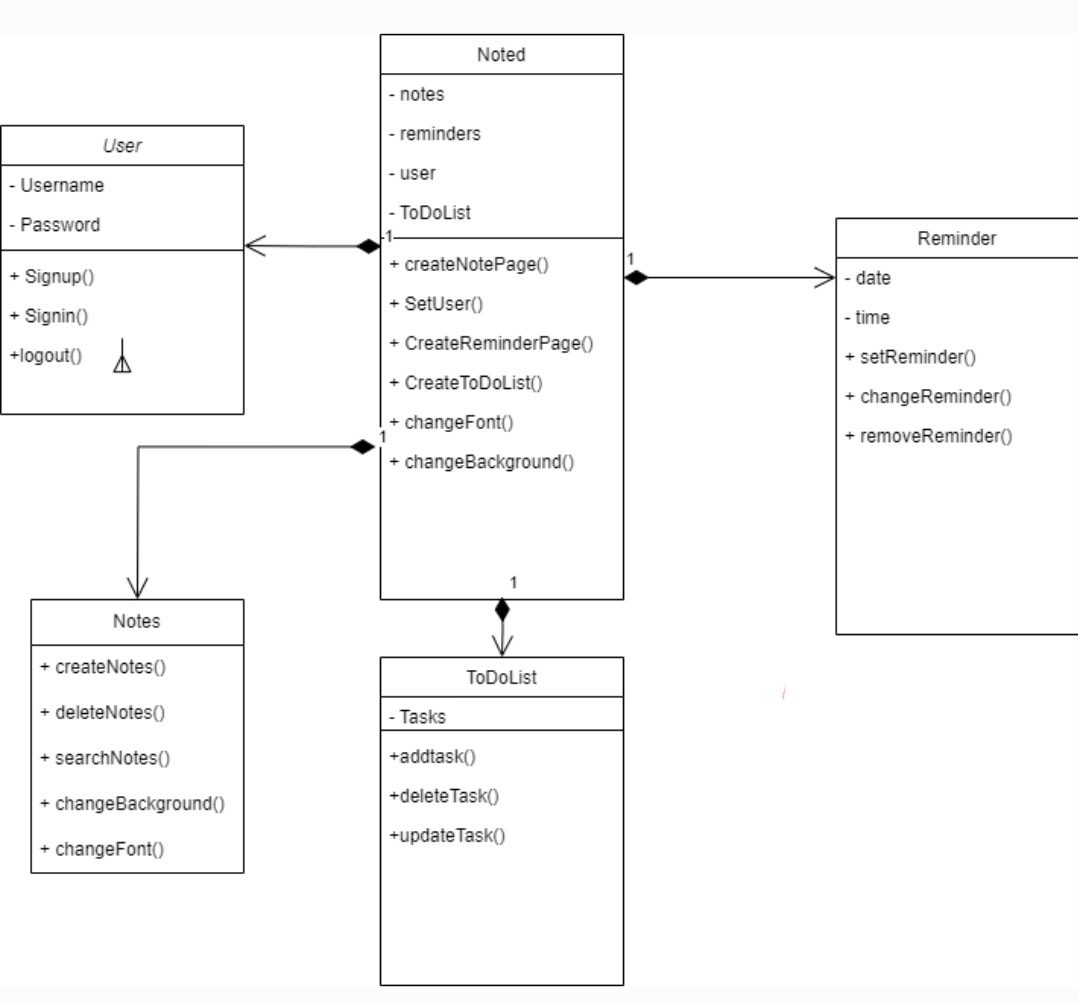 Noted
- notes
- reminders
- user
- ToDoList
1
+ createNotePage()
+ SetUser()
+ CreateReminderPage()
+ CreateToDoList()
+ changeFont()
1
+ changeBackground()
1
User
- Username
- Password
+ Signup()
+ Signin()
+logout()
1
Reminder
- date
- time
+ setReminder()
+ changeReminder()
+ removeReminder()
Notes
+ createNotes()
+ deleteNotes()
+ searchNotes()
+ changeBackground()
+ changeFont()
ToDoList
- Tasks
+addtask()
+deleteTask()
+updateTask()